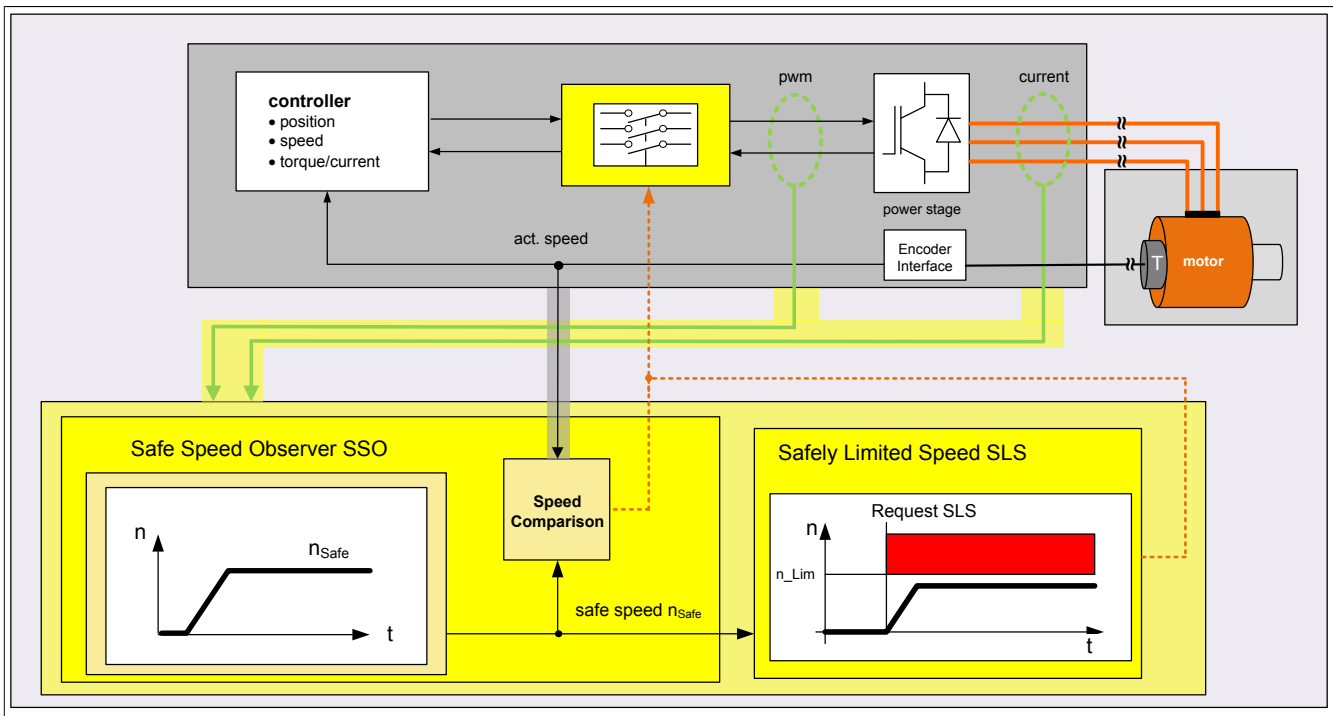 controller
• position
• speed
• torque/current
pwm
current
power stage
act. speed
Encoder
Interface
T
motor
Safe Speed Observer SSO
n
nSafe
t
Speed
Comparison
safe speed nSafe
Safely Limited Speed SLS
Request SLS
n
n_Lim
t